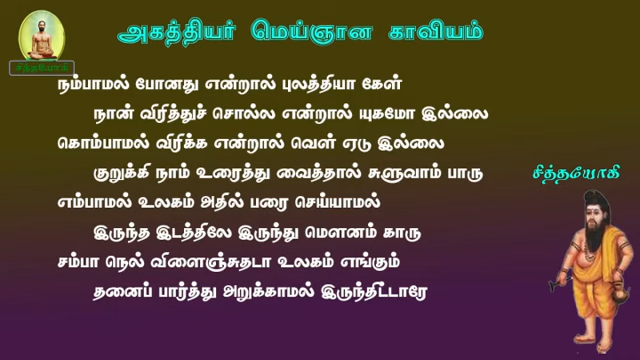 அகத்தியர் மெய்ஞான காவியம்
சித்தயோகி
நம்பாமல் போனது என்றால் புலத்தியா கேள்
நான் விரித்துச் சொல்ல என்றால் யுகமோ இல்லை
கொம்பாமல் விரிக்க என்றால் வெள் ஏடு இல்லை
குறுக்கி நாம் உரைத்து வைத்தால் சுளுவாம் பாரு
சித்தயோகி
எம்பாமல் உலகம் அதில் பரை செய்யாமல்
இருந்த இடத்திலே இருந்து மௌனம் காரு
சம்பா நெல் விளைஞ்சுதடா உலகம் எங்கும்
தனைப் பார்த்து அறுக்காமல் இருந்திட்டாரே